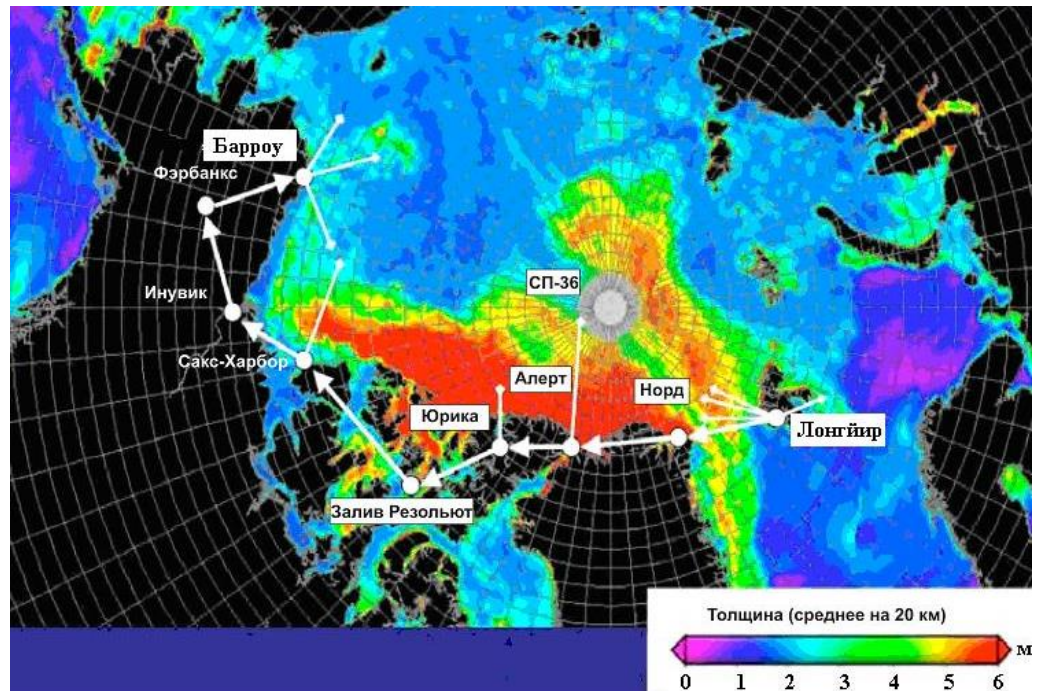 Барроу
Фэрбанкс
СП-36
Инувик
Сакс-Харбор
Алерт
Норд
Юрика
Лонгйир
Залив Резольют
Толщина (среднее на 20 км)
м
0 1 2 3 4 5 6